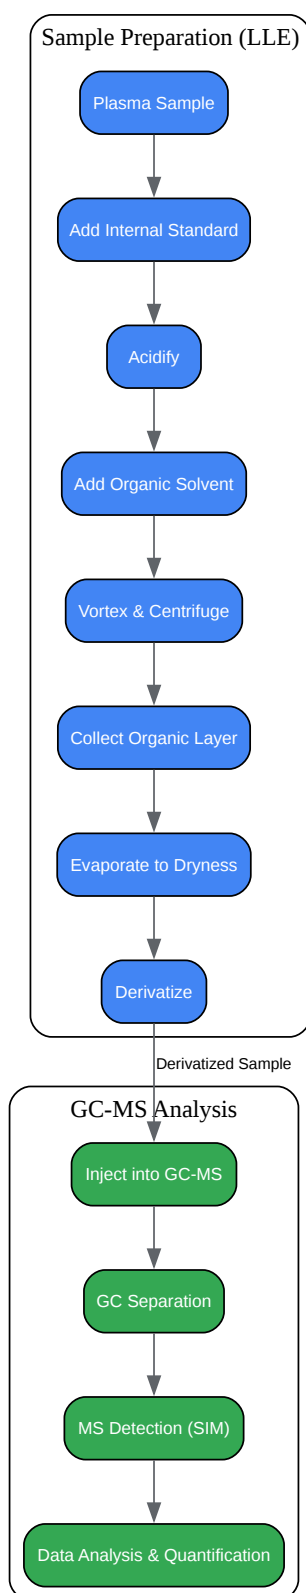 Sample Preparation (LLE)
Plasma Sample
Add Internal Standard
Acidify
Add Organic Solvent
Vortex & Centrifuge
Collect Organic Layer
Evaporate to Dryness
Derivatize
Derivatized Sample
GC-MS Analysis
Inject into GC-MS
GC Separation
MS Detection (SIM)
Data Analysis & Quantification